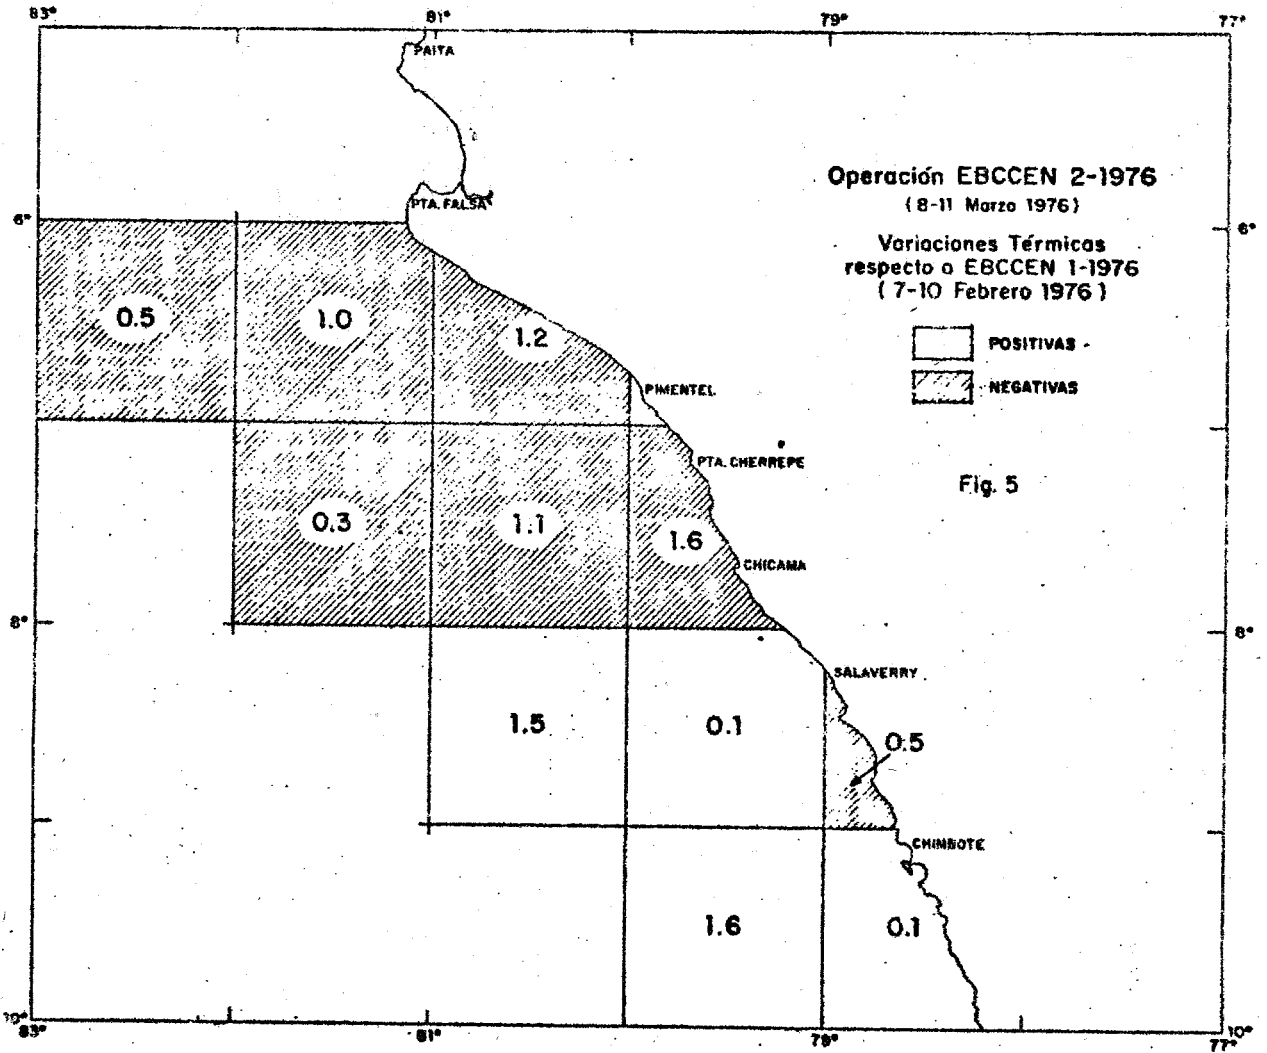 83° 81° 79° 77°
PAITA
Operación EBCCEN 2-1976
(8-11 Marzo 1976)
PTA. FALSA
6° 6°
Variaciones Térmicas
respecto a EBCCEN 1-1976
(7-10 Febrero 1976)
0.5 1.0 1.2
POSITIVAS
NEGATIVAS
PIMENTEL
PTA. CHERREPE
Fig. 5
0.3 1.1 1.6
CHICAMA
8° 8°
SALAVERRY
1.5 0.1 0.5
CHIMBOTE
1.6 0.1
10° 10°
83° 81° 79° 77°